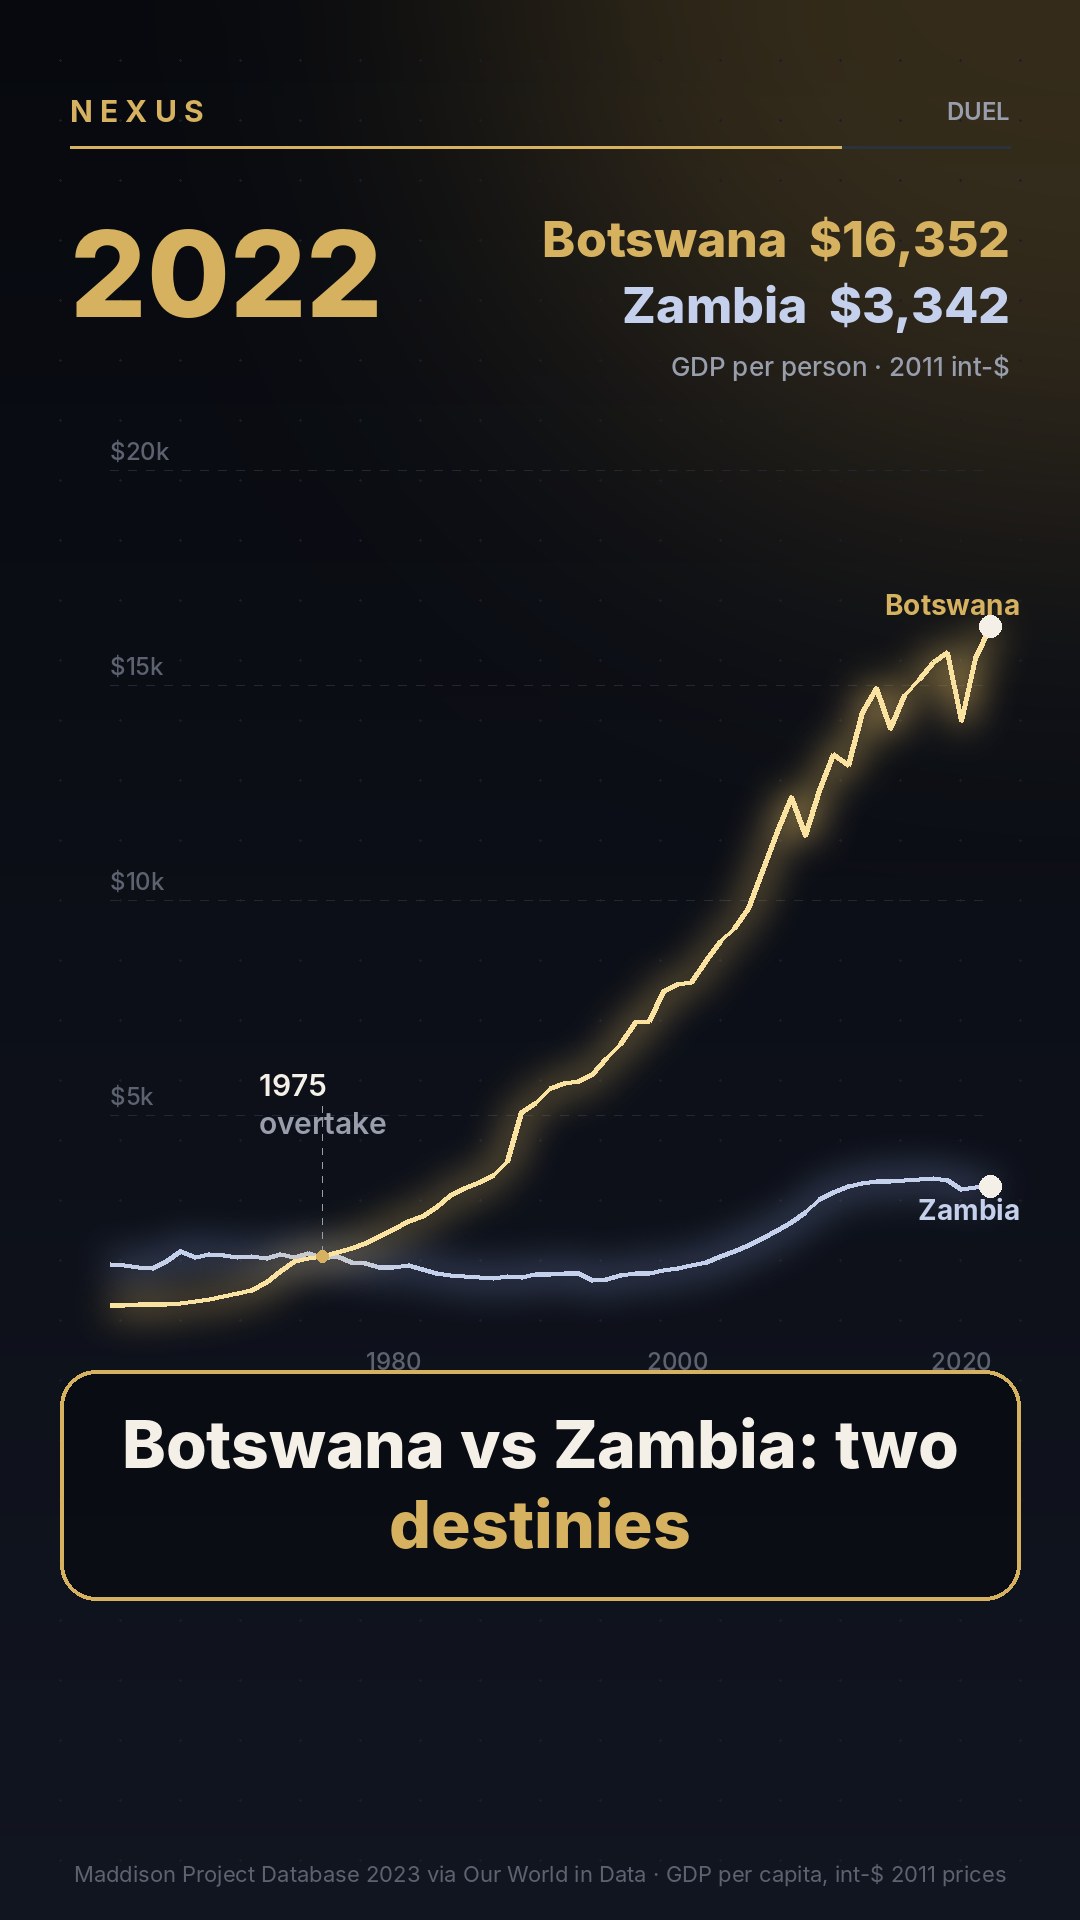 NEXUS
DUEL
2022
Botswana $16,352
Zambia $3,342
GDP per person · 2011 int-$
$20k
Botswana
$15k
$10k
$5k
1975
overtake
Zambia
1980 2000 2020
Botswana vs Zambia: two
destinies
Maddison Project Database 2023 via Our World in Data · GDP per capita, int-$ 2011 prices